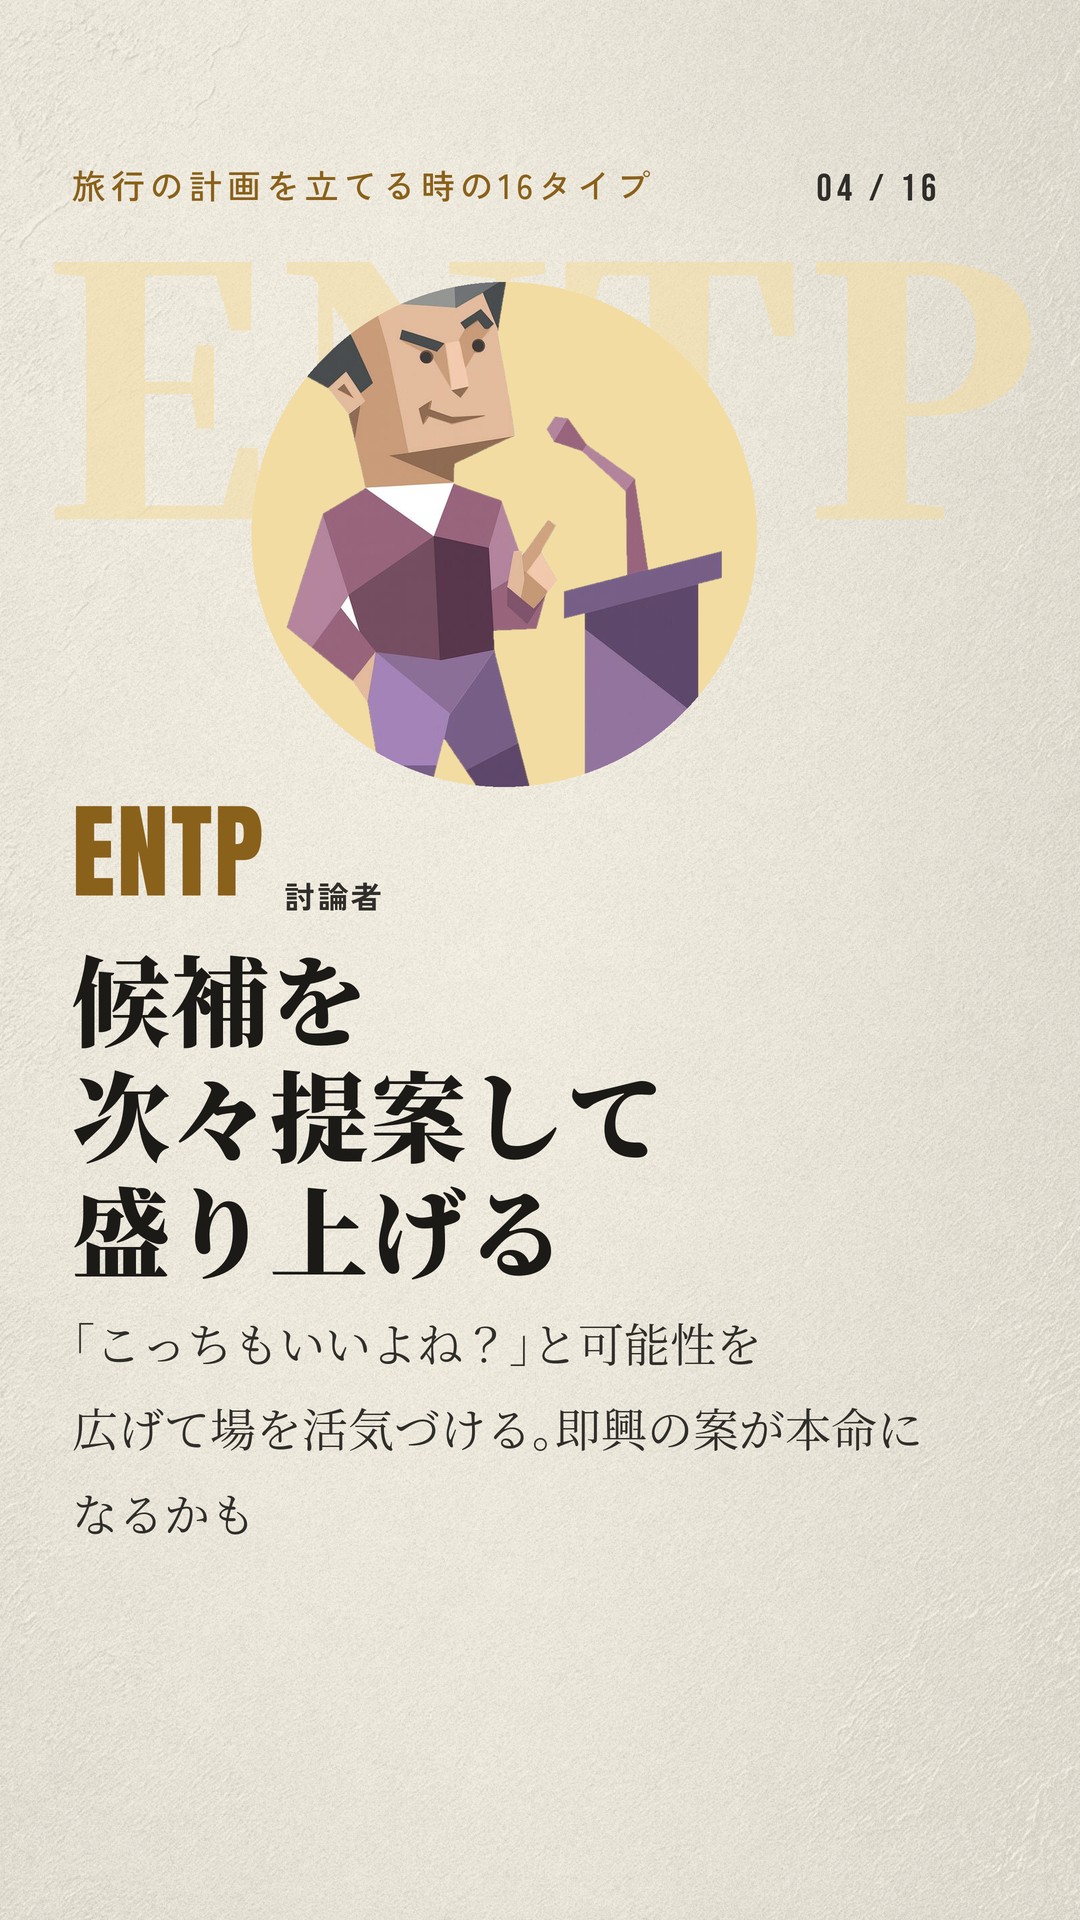 旅行の計画を立てる時の16タイプ
04 / 16
ENTP
ENTP
討論者
候補を
次々提案して
盛り上げる
「こっちもいいよね？」と可能性を
広げて場を活気づける。即興の案が本命に
なるかも